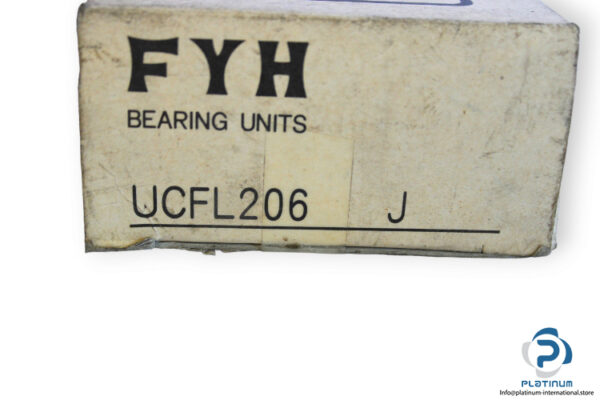 FYH
BEARING UNITS
UCFL206 J
PLATINUM
Info@platinum-international.store